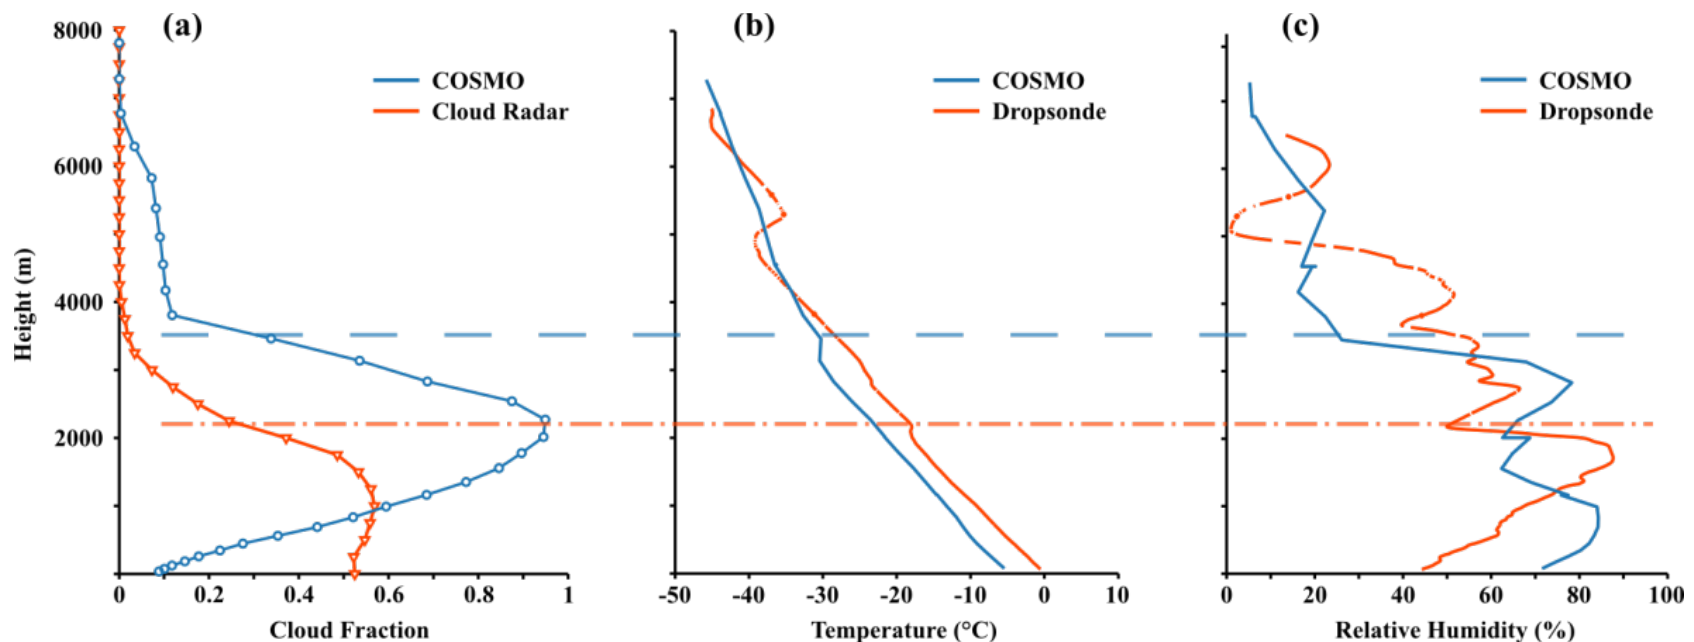 (a)
(b)
(c)
8000
6000
4000
2000
Height (m)
COSMO
Cloud Radar
COSMO
Dropsonde
COSMO
Dropsonde
0 0.2 0.4 0.6 0.8 1
-50 -40 -30 -20 -10 0 10
0 20 40 60 80 100
Cloud Fraction
Temperature (°C)
Relative Humidity (%)